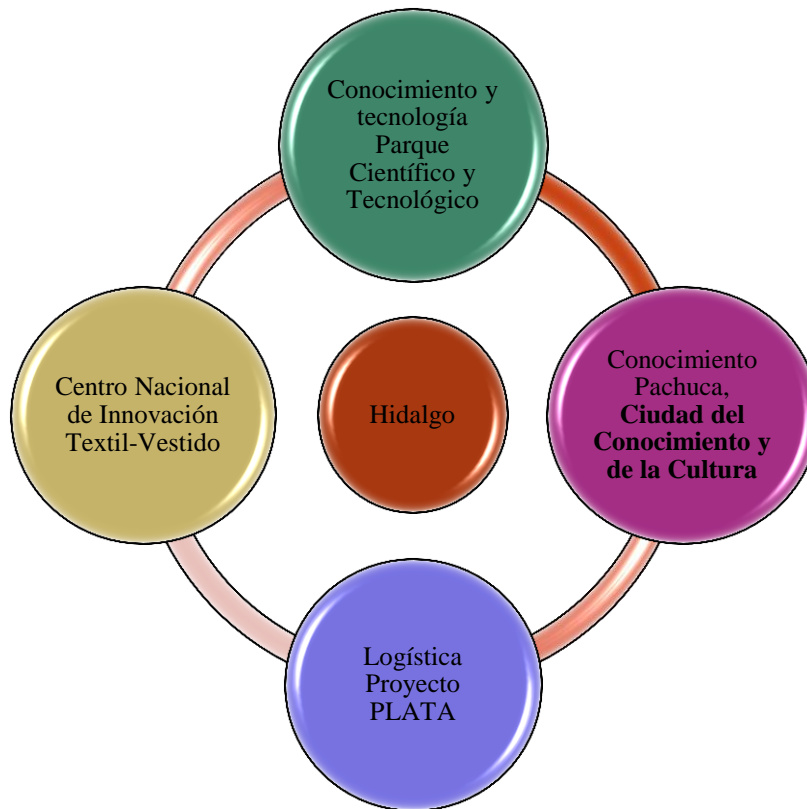 Conocimiento y
tecnología
Parque
Científico y
Tecnológico
Centro Nacional
de Innovación
Textil-Vestido
Hidalgo
Conocimiento
Pachuca,
Ciudad del
Conocimiento y
de la Cultura
Logística
Proyecto
PLATA